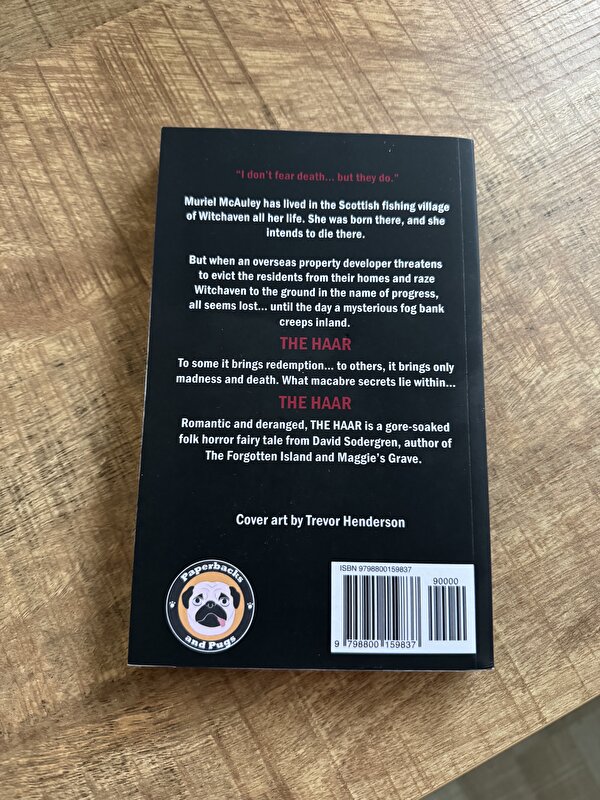 "I don't fear death... but they do."
Muriel McAuley has lived in the Scottish fishing village
of Witchaven all her life. She was born there, and she
intends to die there.
But when an overseas property developer threatens
to evict the residents from their homes and raze
Witchaven to the ground in the name of progress,
all seems lost... until the day a mysterious fog bank
creeps inland.
THE HAAR
To some it brings redemption... to others, it brings only
madness and death. What macabre secrets lie within...
THE HAAR
Romantic and deranged, THE HAAR is a gore-soaked
folk horror fairy tale from David Sodergren, author of
The Forgotten Island and Maggie's Grave.
Cover art by Trevor Henderson
Paperbacks
and Pugs
ISBN 9798800159837
90000
9 798800 159837